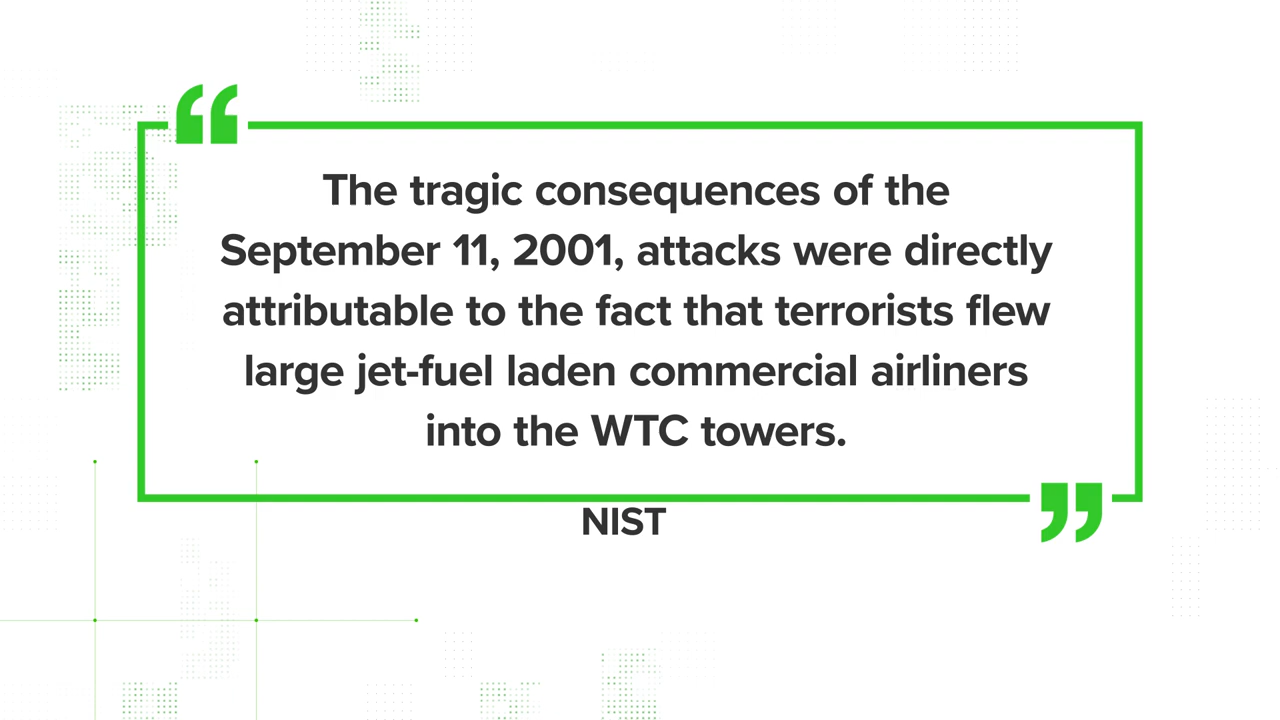 The tragic consequences of the
September 11, 2001, attacks were directly
attributable to the fact that terrorists flew
large jet-fuel laden commercial airliners
into the WTC towers.
NIST